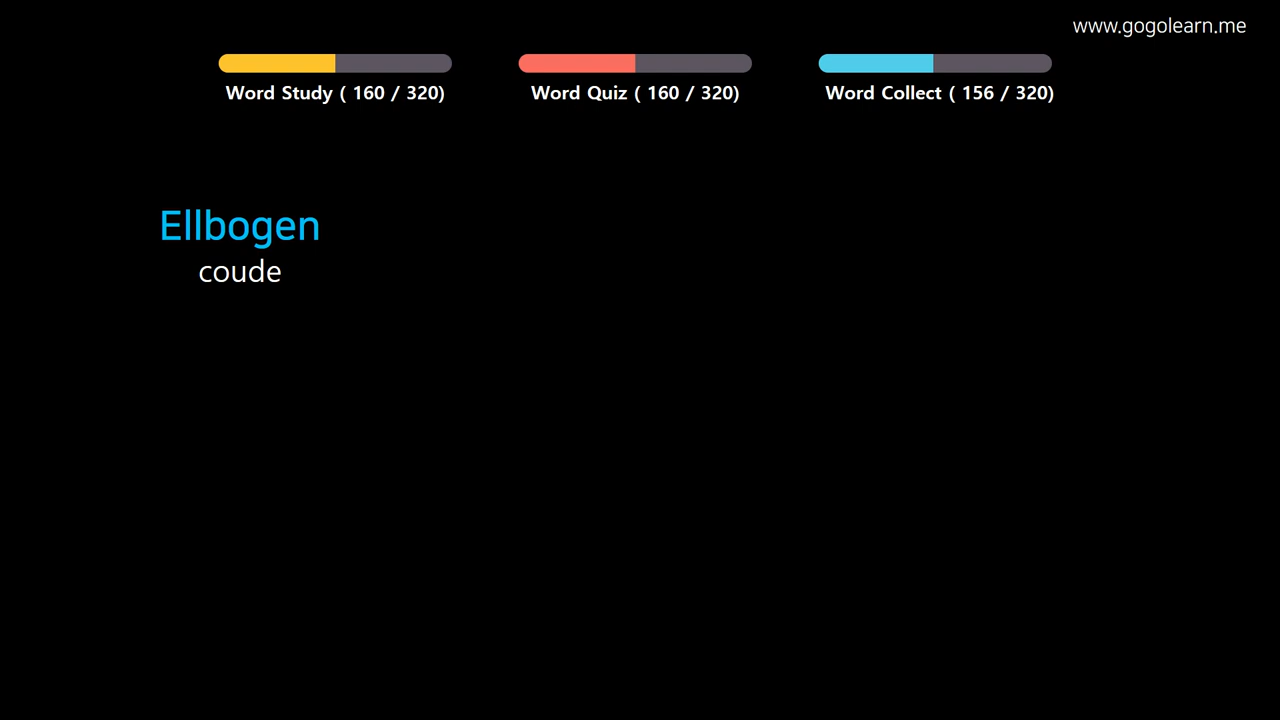 www.gogolearn.me
Word Study ( 160 / 320)
Word Quiz ( 160 / 320)
Word Collect ( 156 / 320)
Ellbogen
coude